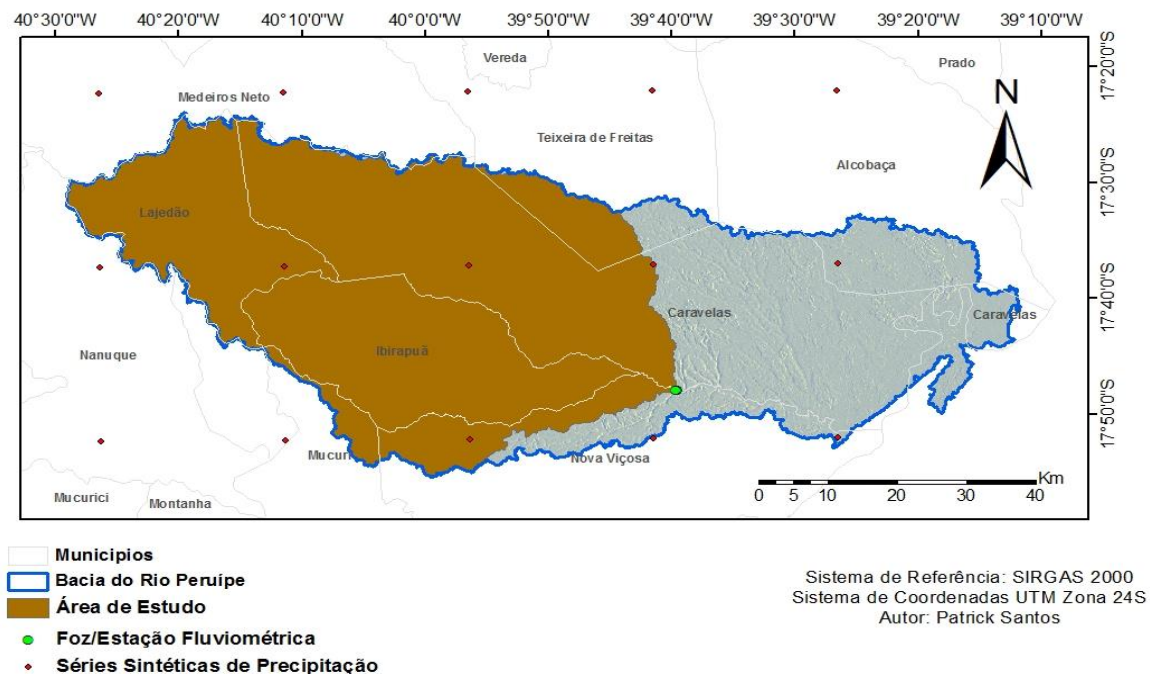 40°30'0"W 40°20'0"W 40°10'0"W 40°0'0"W 39°50'0"W 39°40'0"W 39°30'0"W 39°20'0"W 39°10'0"W
17°20'0"S
17°30'0"S
17°40'0"S
17°50'0"S
Vereda
Prado
N
Medeiros Neto
Teixeira de Freitas
Alcobaça
Lajedão
Caravelas
Caravelas
Nanuque
Ibirapuã
Mucuri
Nova Viçosa
Mucurici
Montanha
Km
0 5 10 20 30 40
Municipios
Bacia do Rio Peruípe
Área de Estudo
Foz/Estação Fluviométrica
Séries Sintéticas de Precipitação
Sistema de Referência: SIRGAS 2000
Sistema de Coordenadas UTM Zona 24S
Autor: Patrick Santos